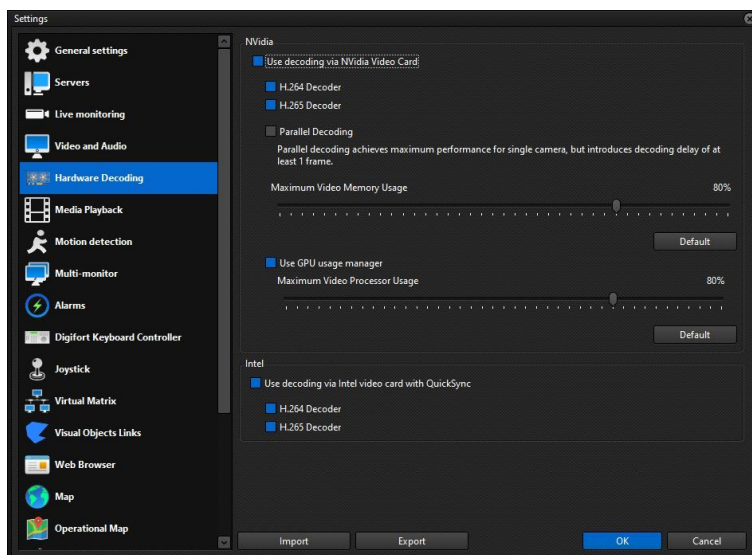 Settings
General settings
Servers
Live monitoring
Video and Audio
Hardware Decoding
Media Playback
Motion detection
Multi-monitor
Alarms
Digifort Keyboard Controller
Joystick
Virtual Matrix
Visual Objects Links
Web Browser
Map
Operational Map
NVidia
Use decoding via NVidia Video Card
H.264 Decoder
H.265 Decoder
Parallel Decoding
Parallel decoding achieves maximum performance for single camera, but introduces decoding delay of at
least 1 frame.
Maximum Video Memory Usage 80%
Default
Use GPU usage manager
Maximum Video Processor Usage 80%
Default
Intel
Use decoding via Intel video card with QuickSync
H.264 Decoder
H.265 Decoder
Import Export OK Cancel